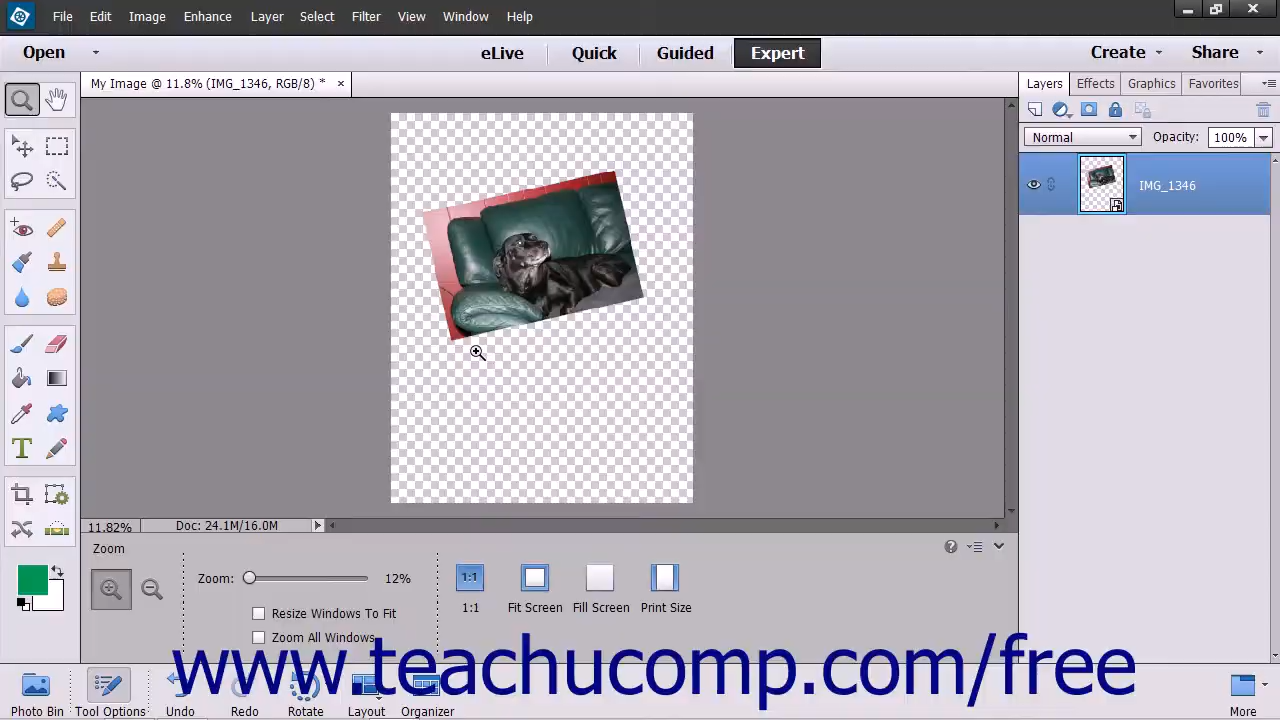 File Edit Image Enhance Layer Select Filter View Window Help
Open eLive Quick Guided Expert Create Share
My Image @ 11.8% (IMG_1346, RGB/8) * ×
Layers Effects Graphics Favorites
Normal Opacity: 100%
IMG_1346
11.82% Doc: 24.1M/16.0M
Zoom
Zoom: 12%
1:1
1:1 Fit Screen Fill Screen Print Size
Resize Windows To Fit
Zoom All Windows
www.teachucomp.com/free
Photo Bin Tool Options Undo Redo Rotate Layout Organizer More